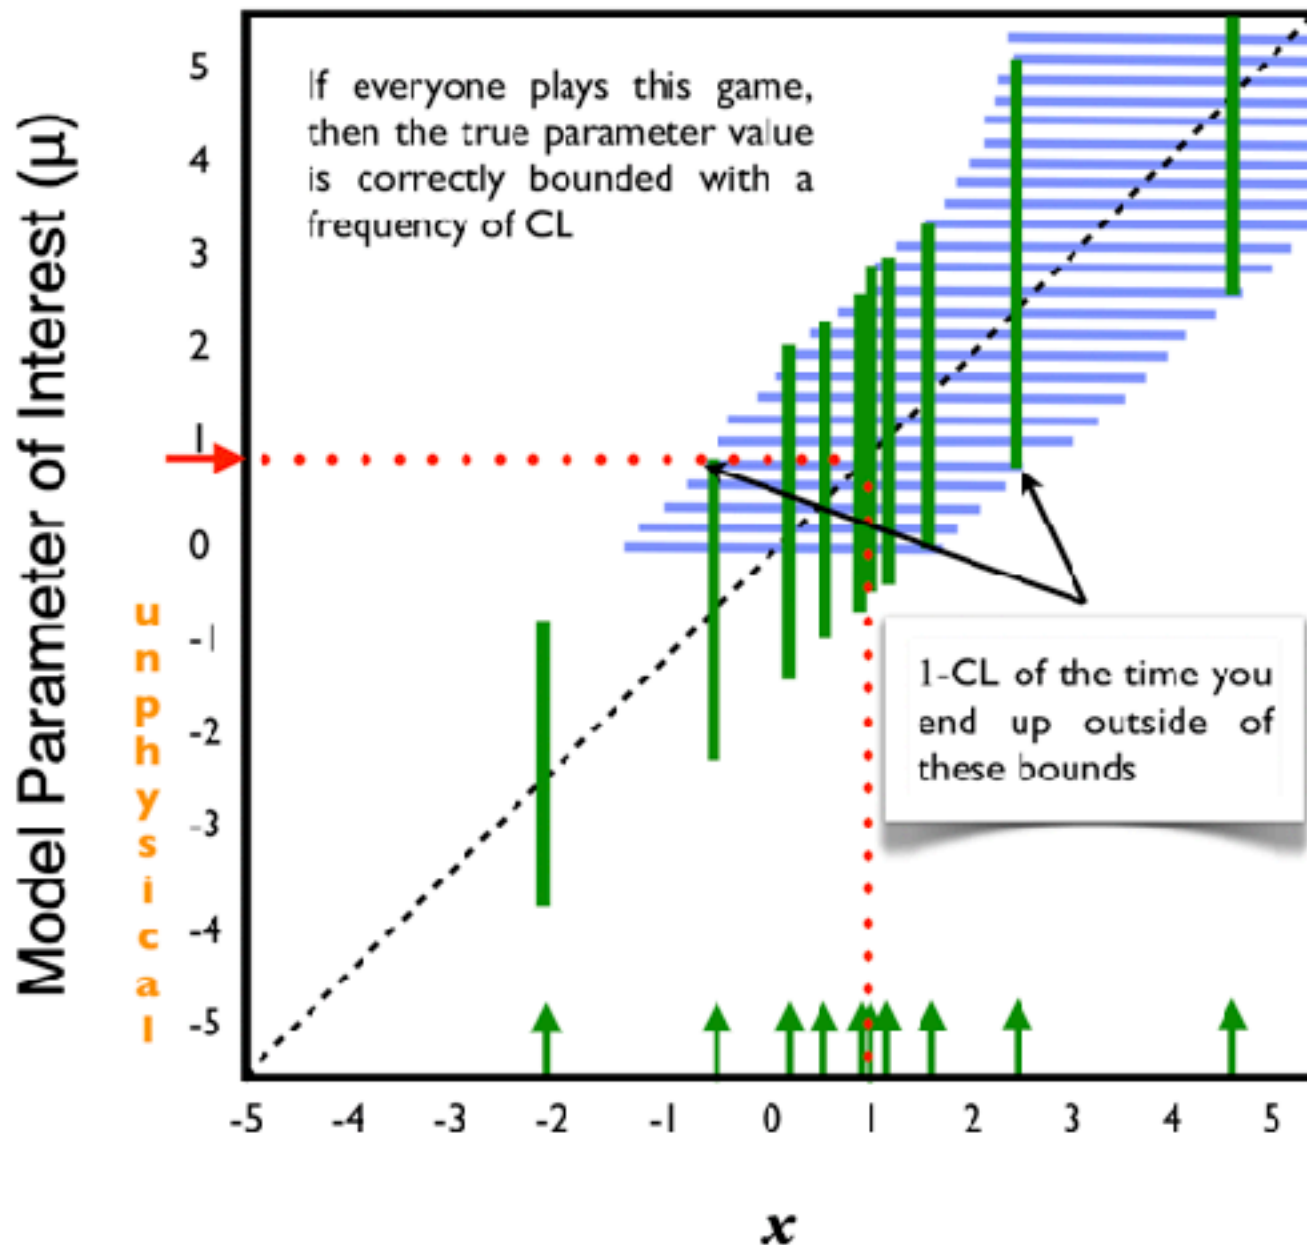 If everyone plays this game,
then the true parameter value
is correctly bounded with a
frequency of CL
Model Parameter of Interest (μ)
unphysical
5
4
3
2
1
0
-1
-2
-3
-4
-5
1-CL of the time you
end up outside of
these bounds
-5 -4 -3 -2 -1 0 1 2 3 4 5
x